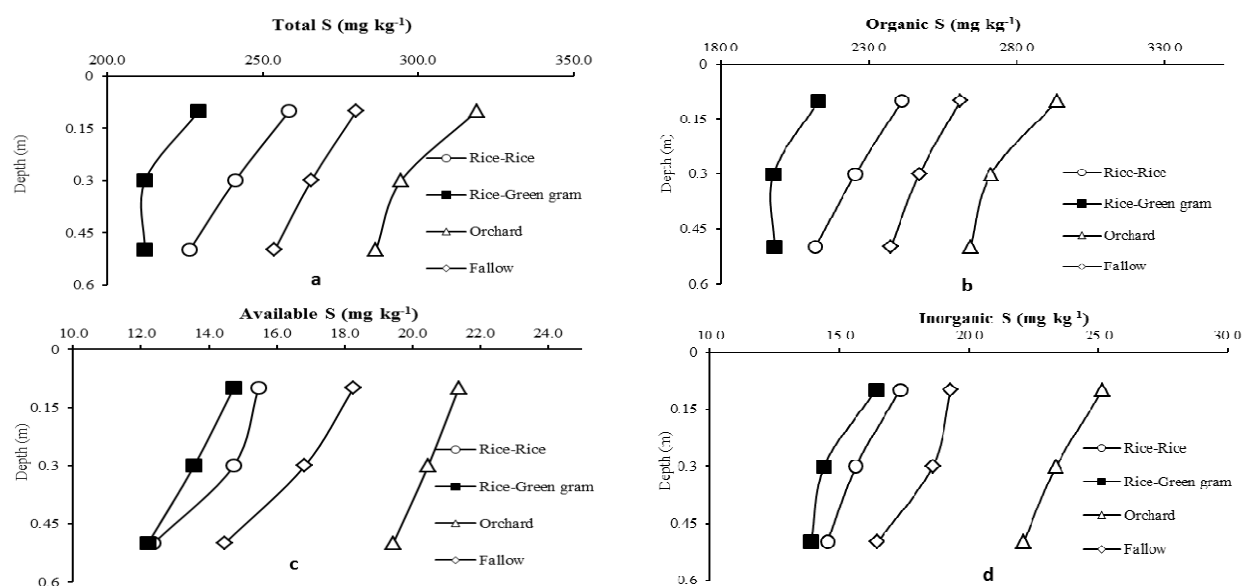 Total S (mg kg⁻¹)
200.0 250.0 300.0 350.0
0
0.15
0.3
0.45
0.6
Depth (m)
Rice-Rice
Rice-Green gram
Orchard
Fallow
a
Organic S (mg kg⁻¹)
180.0 230.0 280.0 330.0
0
0.15
0.3
0.45
0.6
Depth (m)
Rice-Rice
Rice-Green gram
Orchard
Fallow
b
Available S (mg kg⁻¹)
10.0 12.0 14.0 16.0 18.0 20.0 22.0 24.0
0
0.15
0.3
0.45
0.6
Depth (m)
Rice-Rice
Rice-Green gram
Orchard
Fallow
c
Inorganic S (mg kg⁻¹)
10.0 15.0 20.0 25.0 30.0
0
0.15
0.3
0.45
0.6
Depth (m)
Rice-Rice
Rice-Green gram
Orchard
Fallow
d